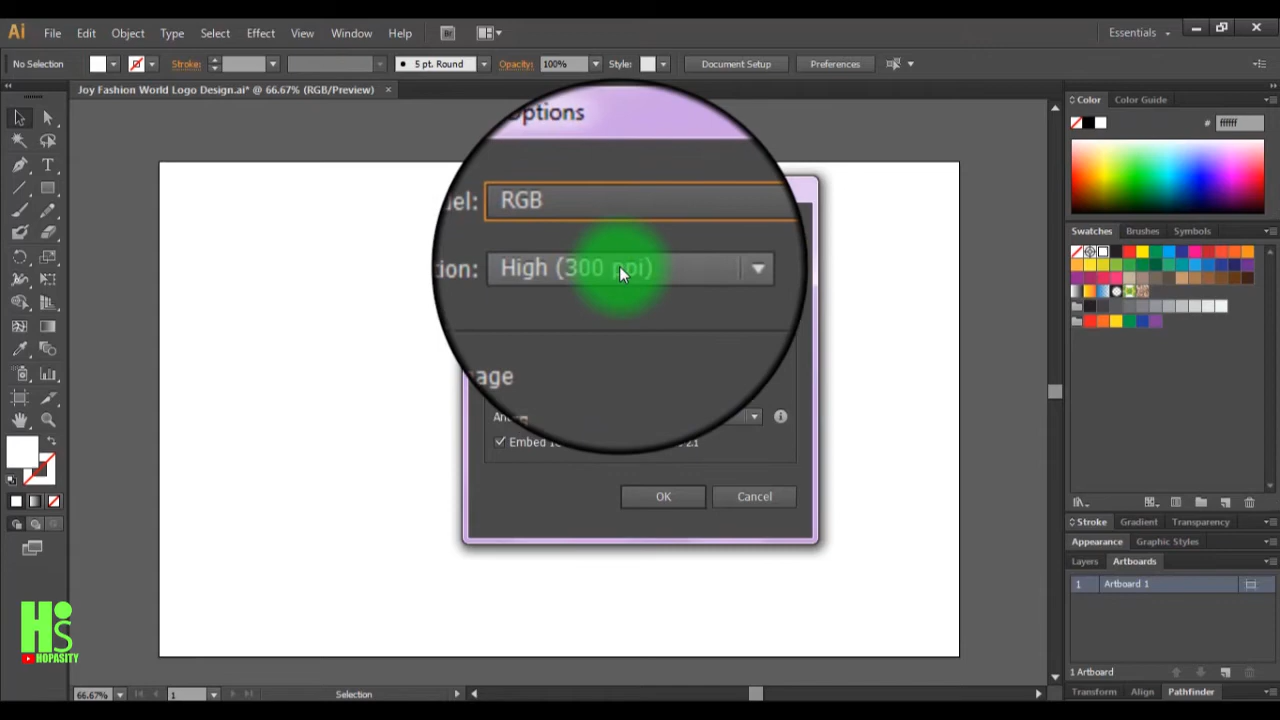 Ai File Edit Object Type Select Effect View Window Help Br Essentials
No Selection Stroke: 5 pt. Round Opacity: 100% Style: Document Setup Preferences
Joy Fashion World Logo Design.ai* @ 66.67% (RGB/Preview)
Color Color Guide
# ffffff
Options
RGB
High (300 ppi)
Embed
OK Cancel
Swatches Brushes Symbols
Stroke Gradient Transparency
Appearance Graphic Styles
Layers Artboards
1 Artboard 1
1 Artboard
Transform Align Pathfinder
His
HOPASITY
66.67% 1 Selection